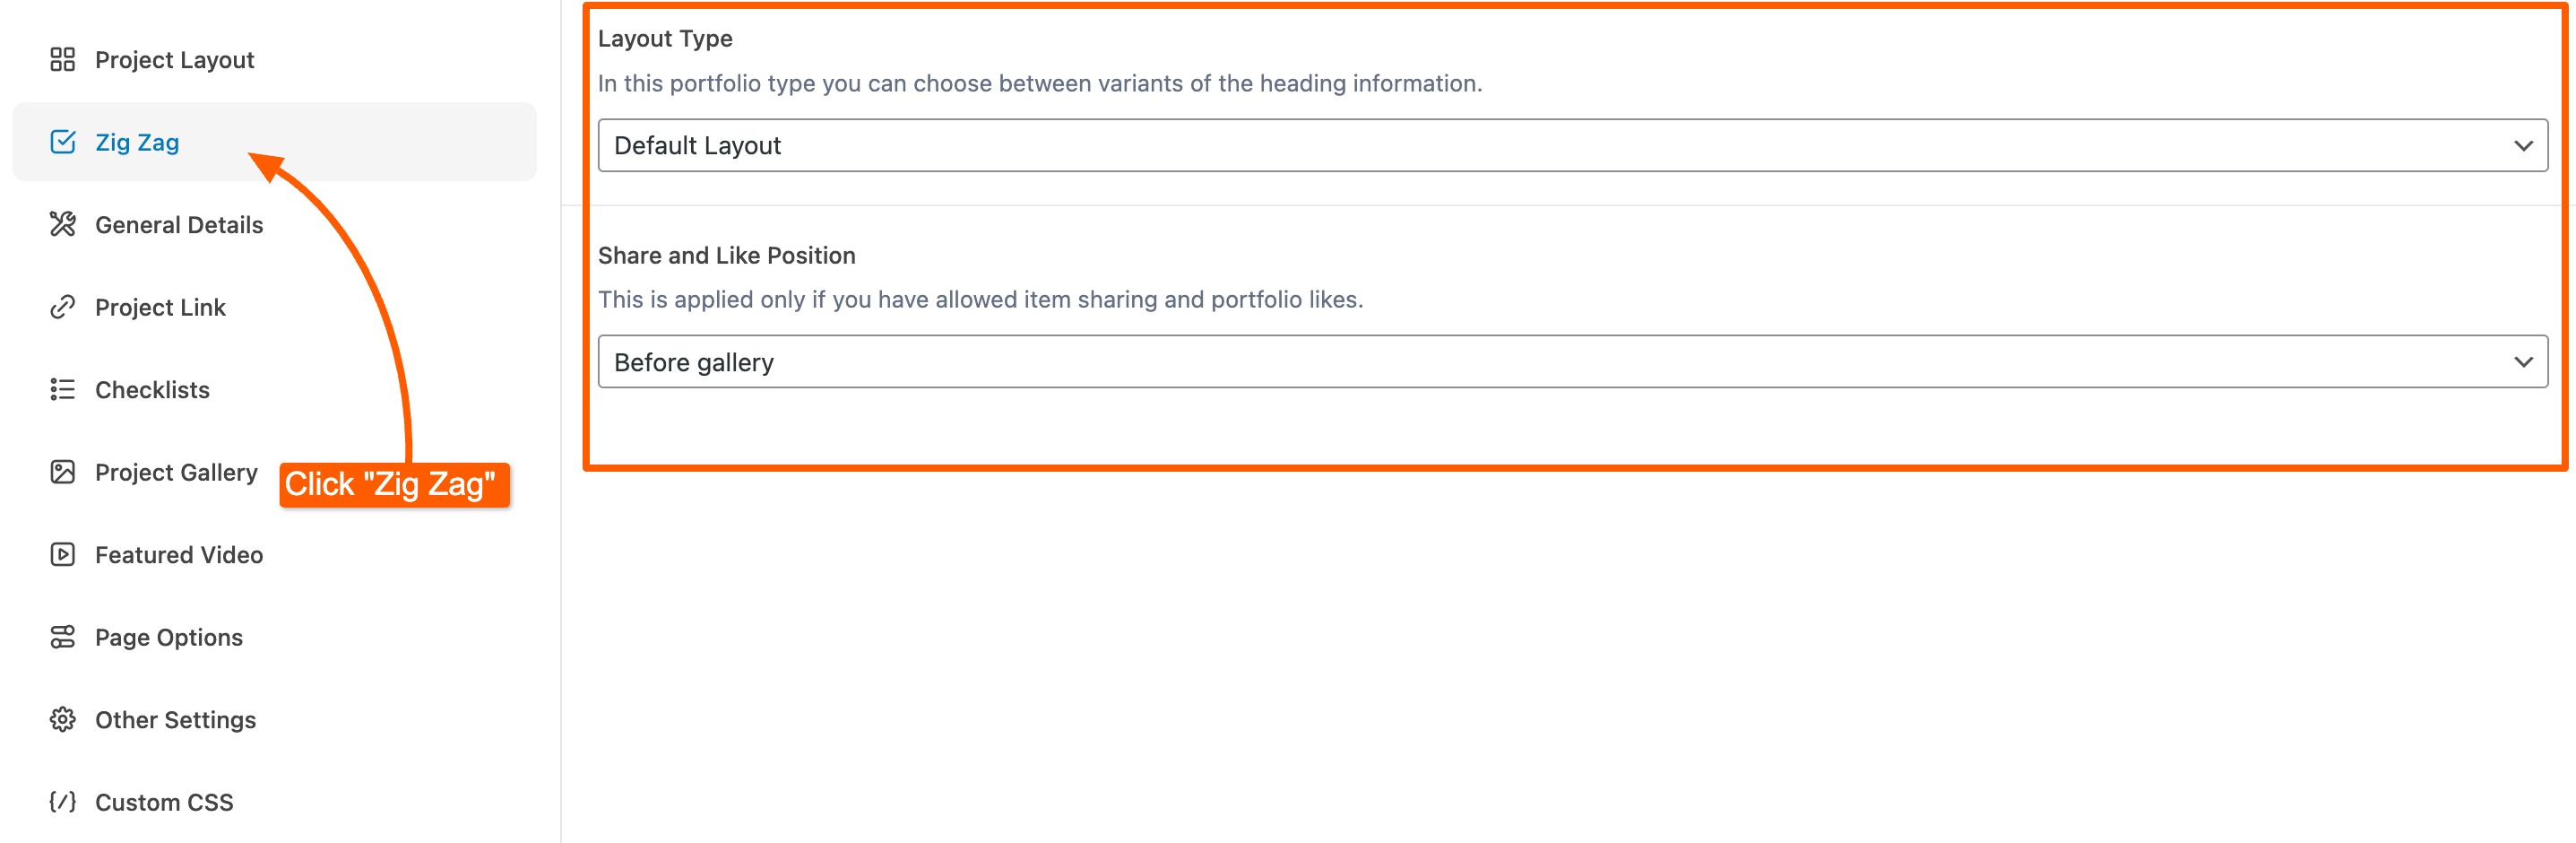 Project Layout
Zig Zag
General Details
Project Link
Checklists
Project Gallery
Click "Zig Zag"
Featured Video
Page Options
Other Settings
Custom CSS
Layout Type
In this portfolio type you can choose between variants of the heading information.
Default Layout
Share and Like Position
This is applied only if you have allowed item sharing and portfolio likes.
Before gallery